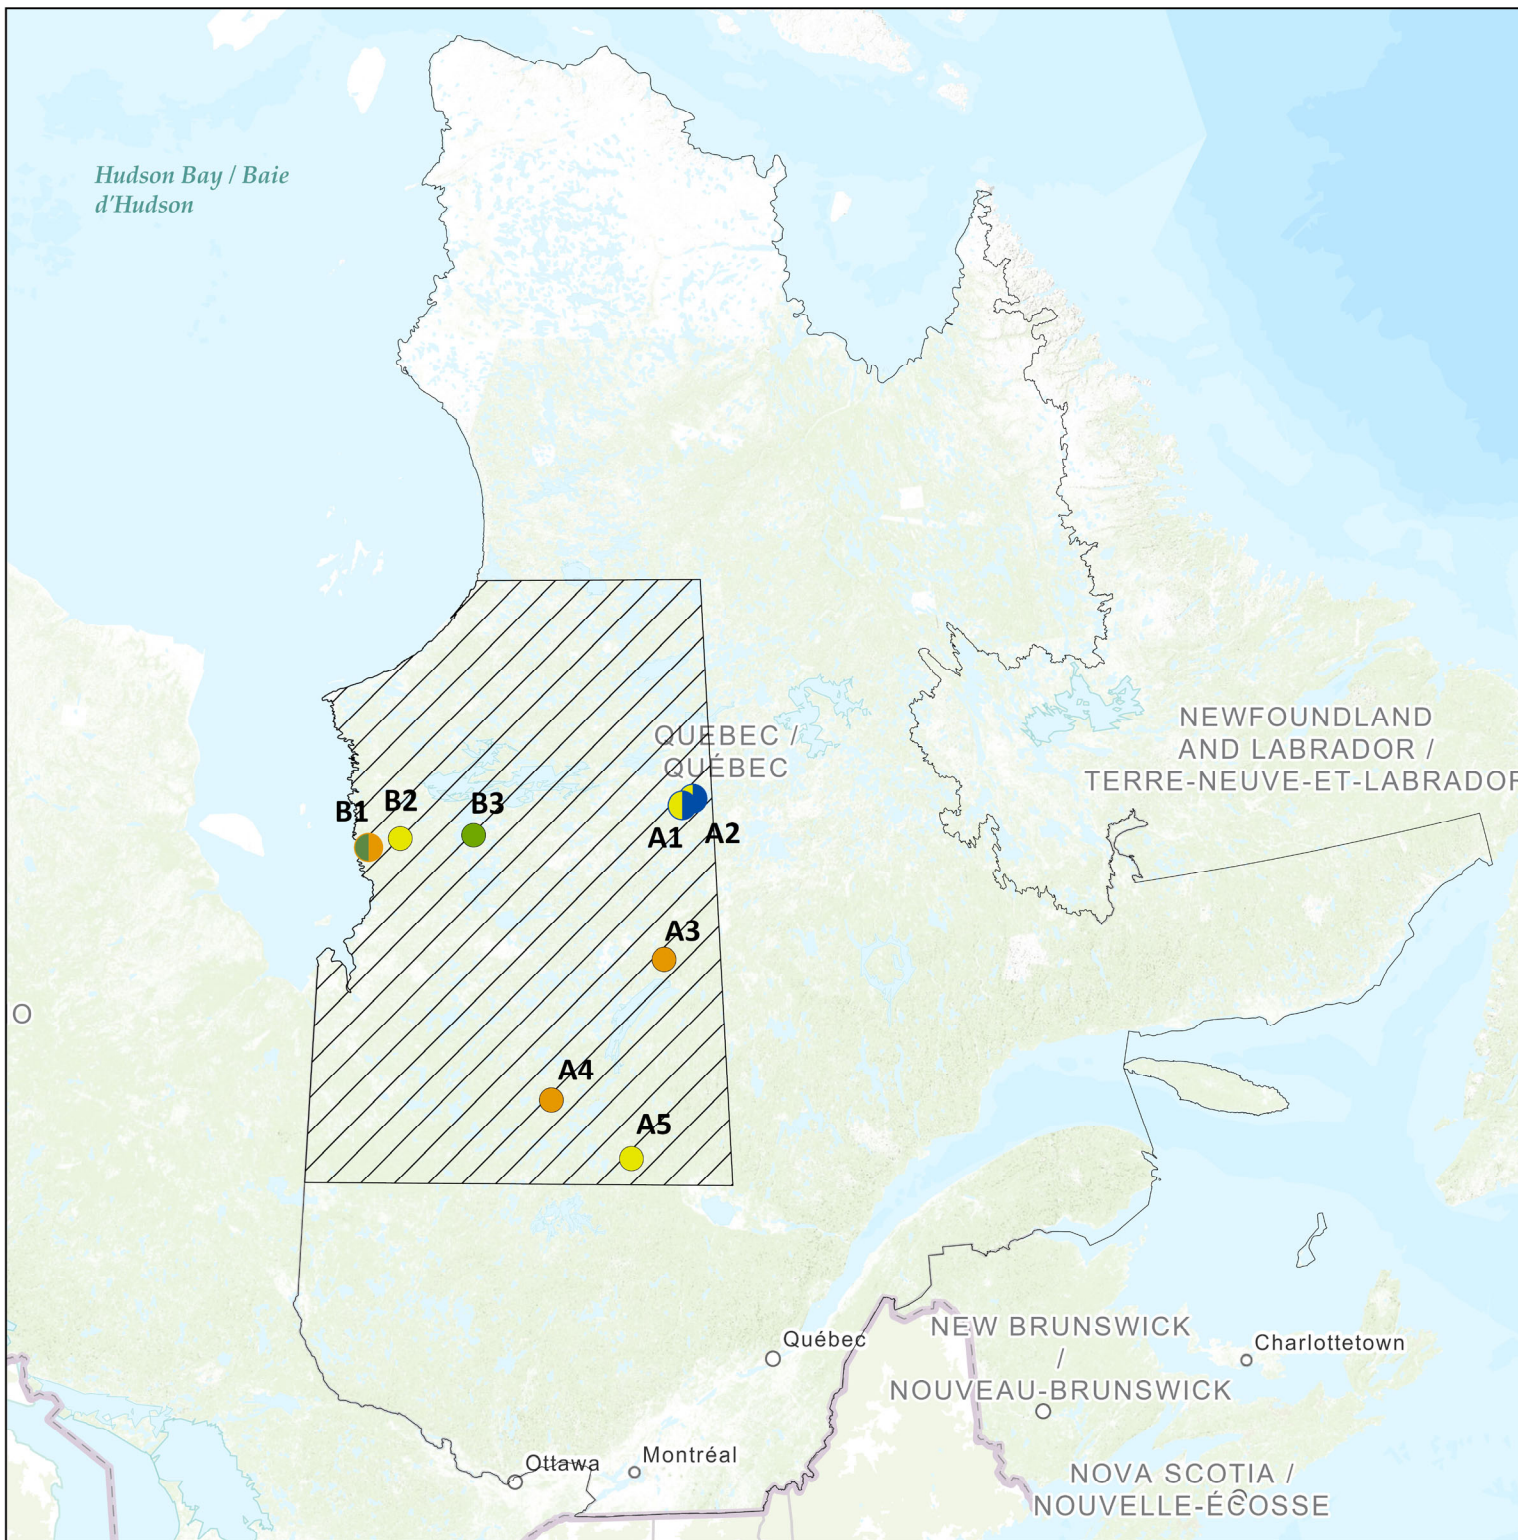 Hudson Bay / Baie
d'Hudson
QUEBEC /
QUÉBEC
NEWFOUNDLAND
AND LABRADOR /
TERRE-NEUVE-ET-LABRADOR
B1
B2
B3
A1
A2
A3
O
A4
A5
Québec
NEW BRUNSWICK
/
NOUVEAU-BRUNSWICK
Charlottetown
Ottawa
Montréal
NOVA SCOTIA /
NOUVELLE-ÉCOSSE